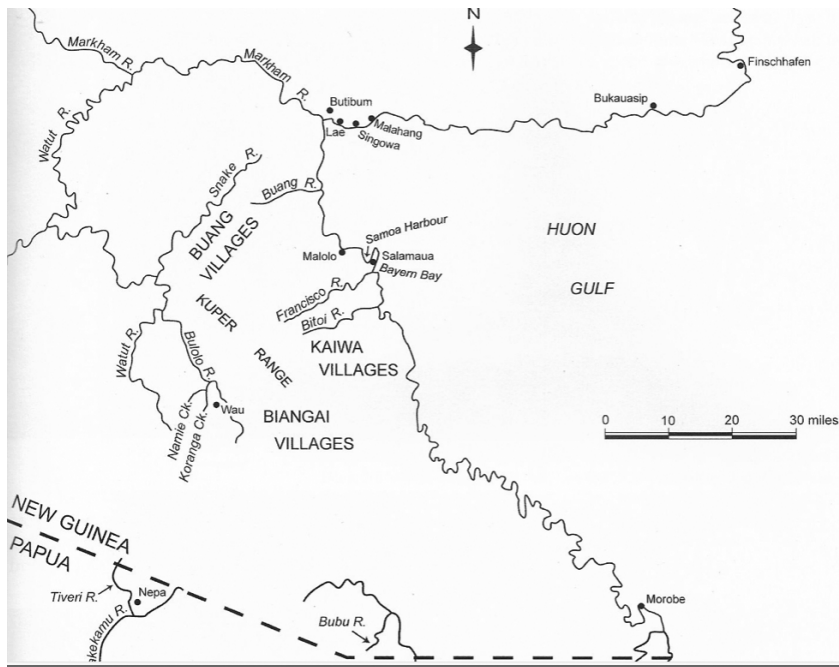 N
Markham R.
Markham R.
Finschhafen
Butibum
Bukauasip
Malahang
Lae
Singowa
Watut R.
Snake R.
Buang R.
Samoa Harbour
BUANG
VILLAGES
HUON
GULF
Malolo
Salamaua
Bayern Bay
Francisco R.
Bitoi R.
KUPER
RANGE
Watut R.
Bulolo R.
KAIWA
VILLAGES
Wau
Namie Ck.
Koranga Ck.
BIANGAI
VILLAGES
0 10 20 30 miles
NEW GUINEA
PAPUA
Tiveri R.
Nepa
akekamu R.
Bubu R.
Morobe